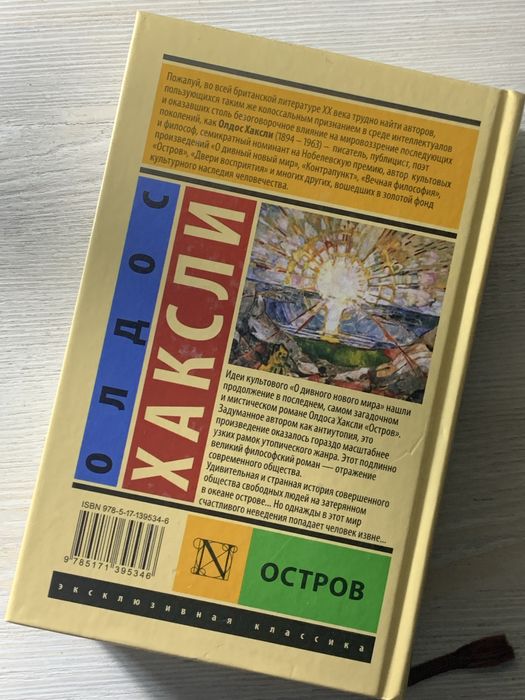 Пожалуй, во всей британской литературе XX века трудно найти авторов,
пользующихся таким же колоссальным признанием в среде интеллектуалов
и оказавших столь безоговорочное влияние на мировоззрение последующих
поколений, как Олдос Хаксли (1894 – 1963) – писатель, публицист, поэт
и философ, семикратный номинант на Нобелевскую премию, автор культовых
произведений «О дивный новый мир», «Контрапункт», «Вечная философия»,
«Остров», «Двери восприятия» и многих других, вошедших в золотой фонд
культурного наследия человечества.
ОЛДОС
ХАКСЛИ
Идеи культового «О дивного нового мира» нашли
продолжение в последнем, самом загадочном
и мистическом романе Олдоса Хаксли «Остров».
Задуманное автором как антиутопия, это
произведение оказалось гораздо масштабнее
узких рамок утопического жанра. Этот подлинно
великий философский роман — отражение
современного общества.
Удивительная и странная история совершенного
общества свободных людей на затерянном
в океане острове... Но однажды в этот мир
счастливого неведения попадает человек извне...
ISBN 978-5-17-139534-6
9 785171 395346
N
ОСТРОВ
эксклюзивная классика